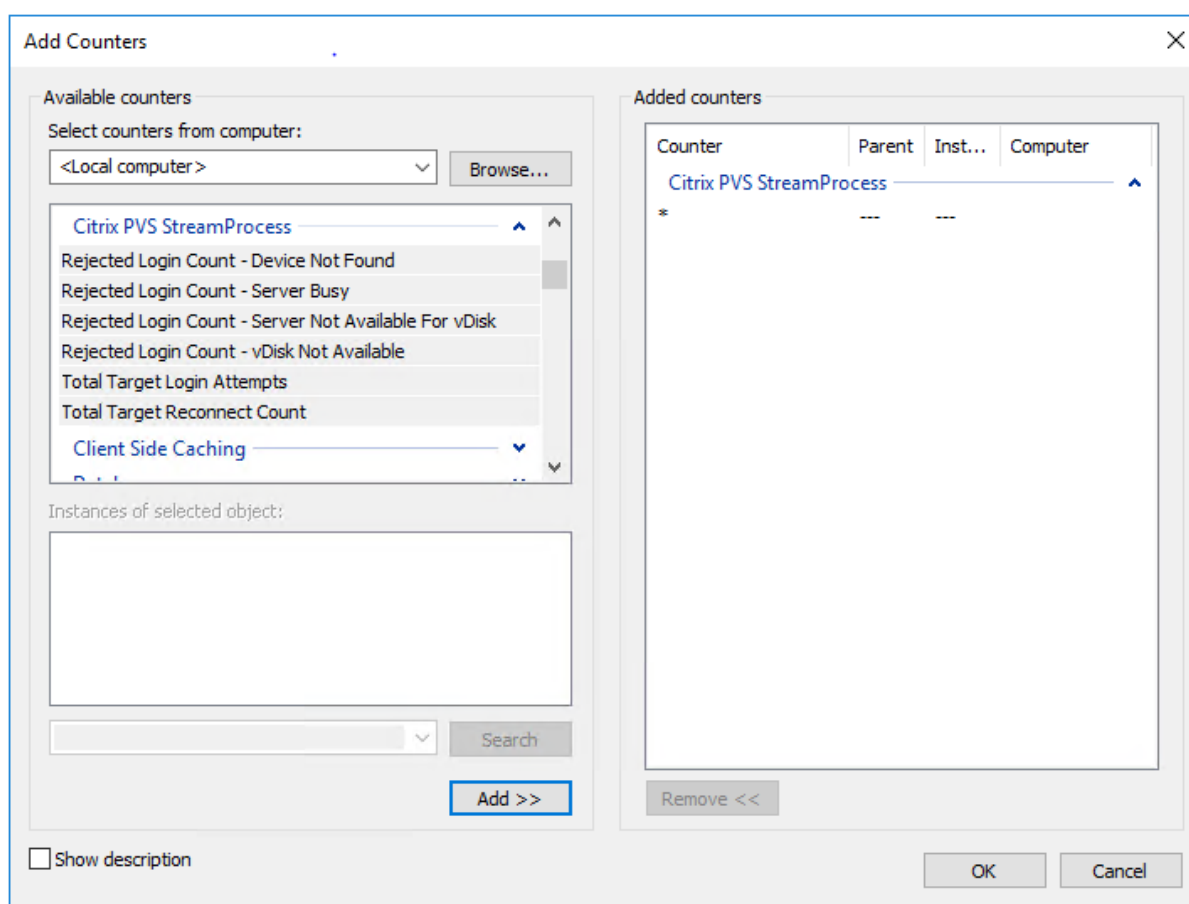 Add Counters
Available counters
Select counters from computer:
<Local computer>
Browse...
Citrix PVS StreamProcess
Rejected Login Count - Device Not Found
Rejected Login Count - Server Busy
Rejected Login Count - Server Not Available For vDisk
Rejected Login Count - vDisk Not Available
Total Target Login Attempts
Total Target Reconnect Count
Client Side Caching
Instances of selected object:
Search
Add >>
Show description
Added counters
Counter Parent Inst... Computer
Citrix PVS StreamProcess
* --- ---
Remove <<
OK Cancel